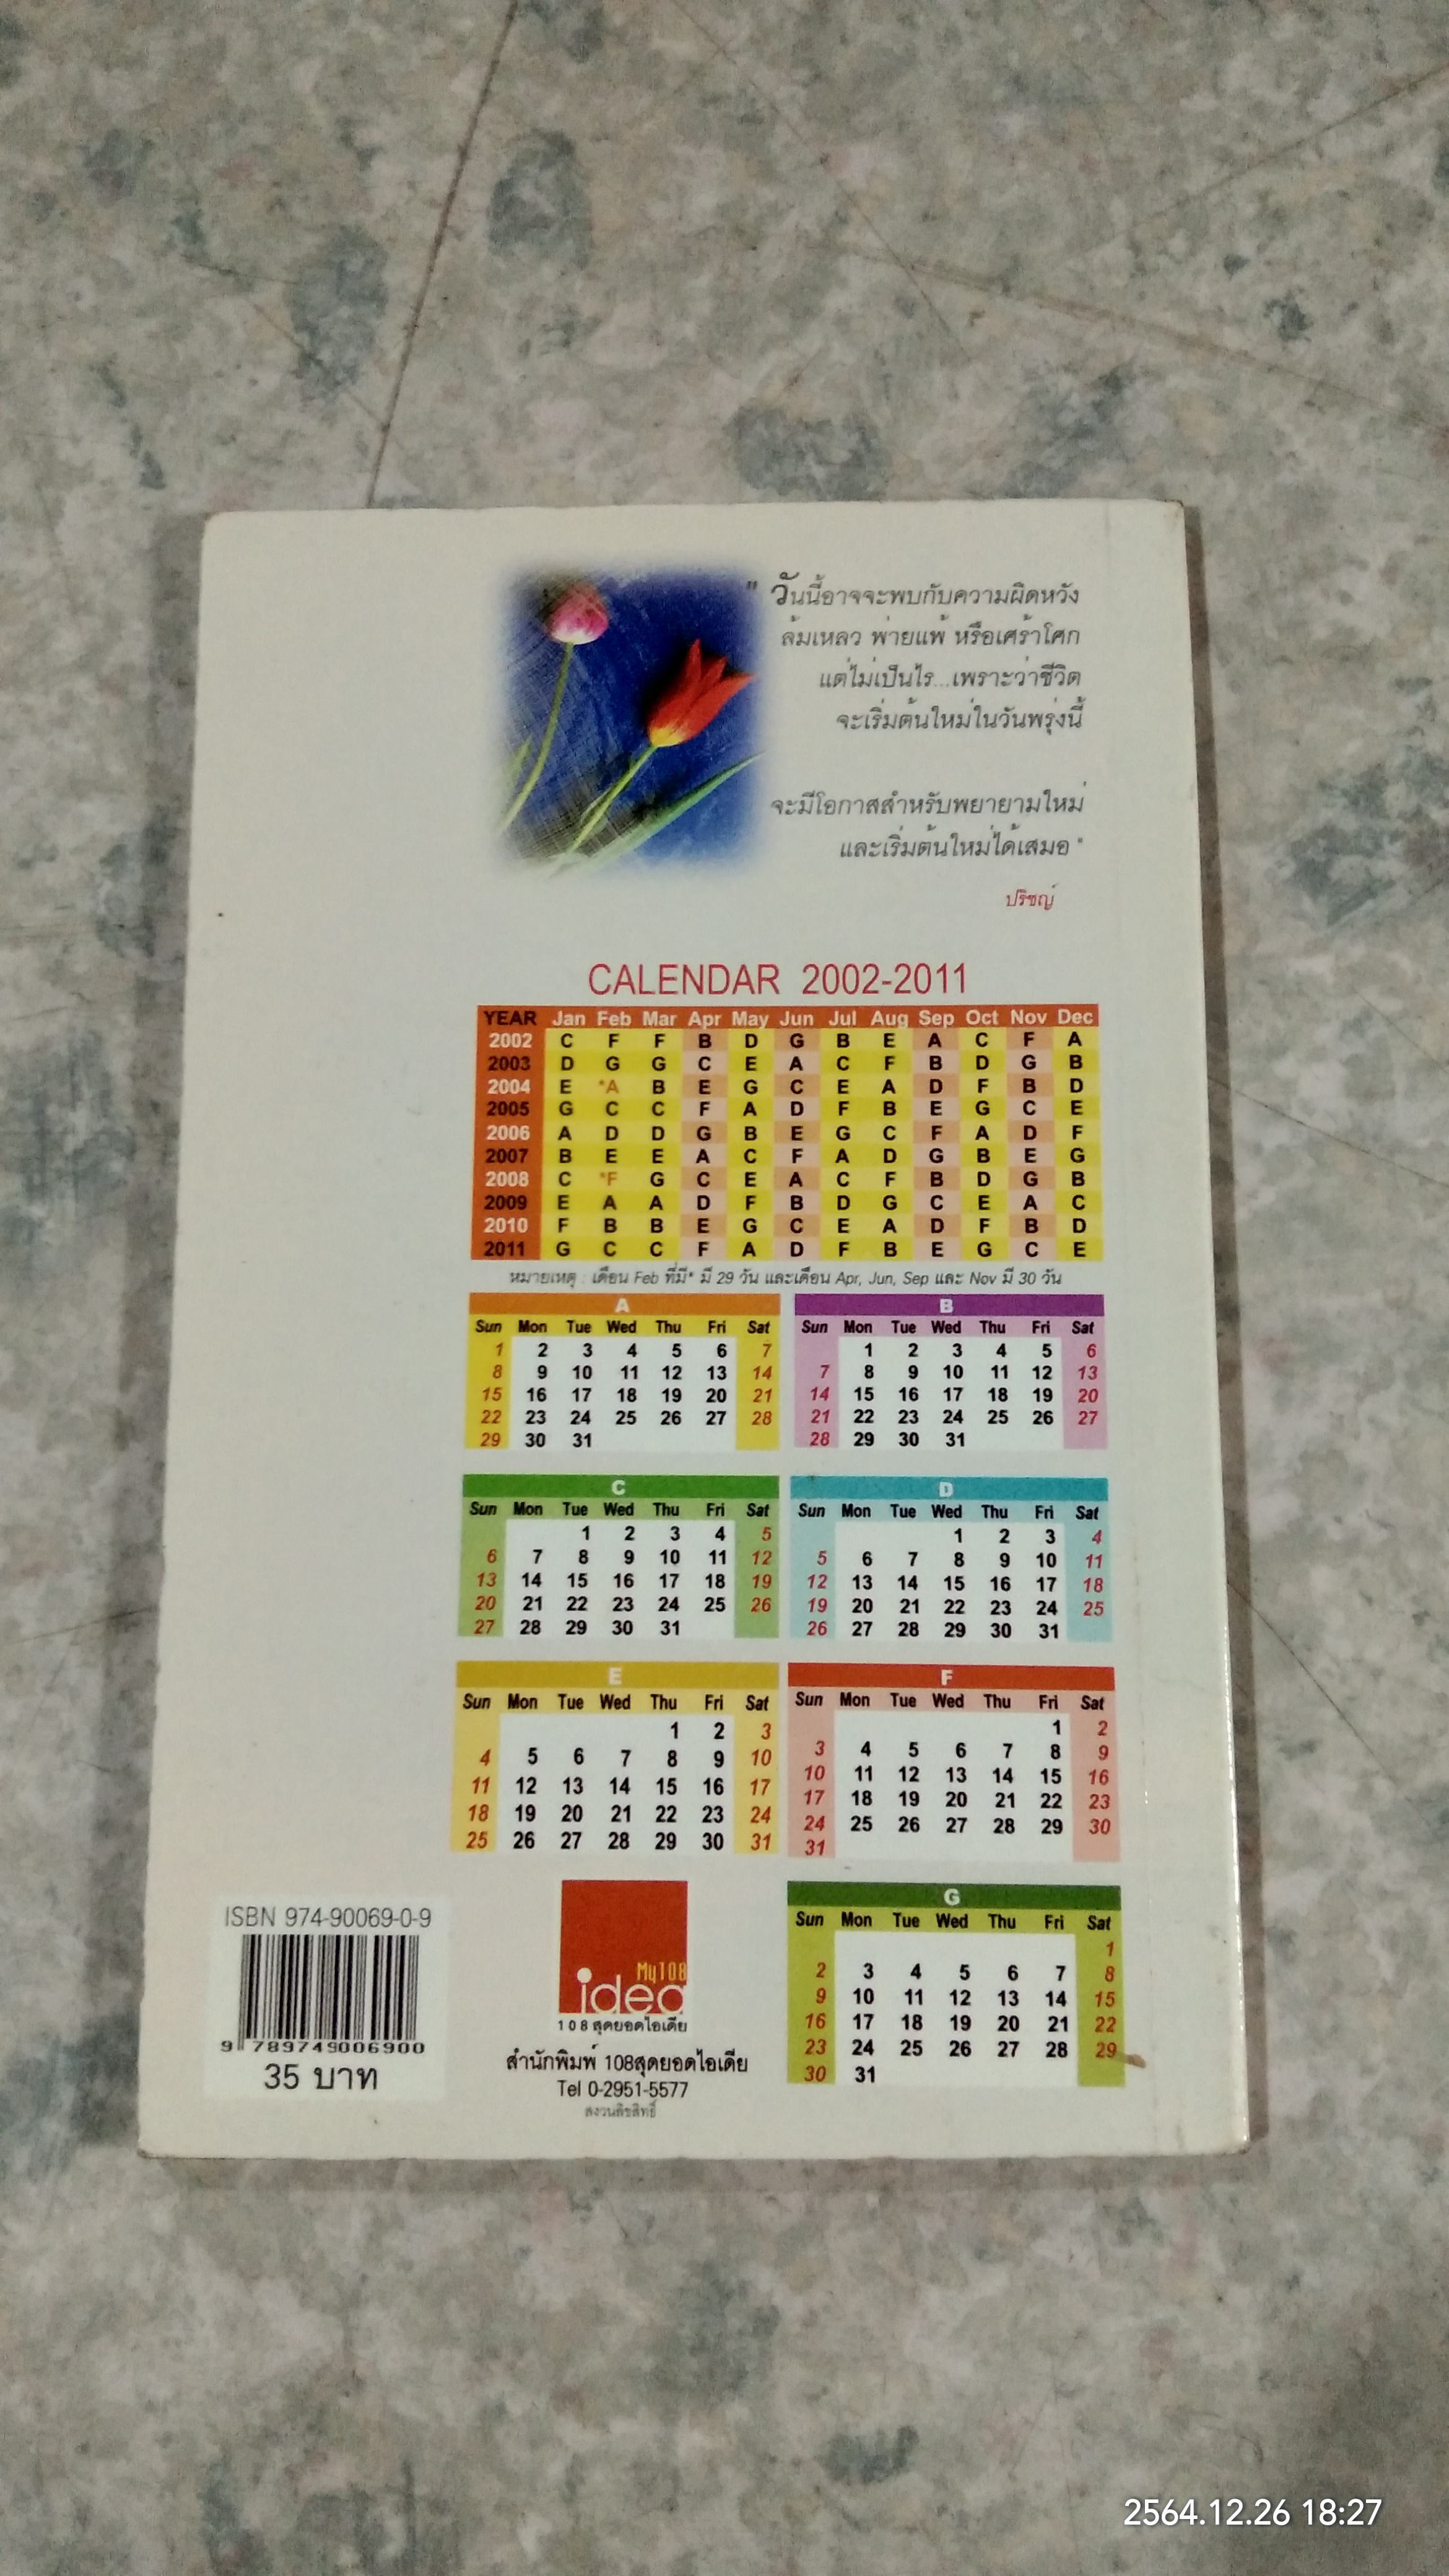 " วันนี้อาจจะพบกับความผิดหวัง
ล้มเหลว พ่ายแพ้ หรือเศร้าโศก
แต่ไม่เป็นไร...เพราะว่าชีวิต
จะเริ่มต้นใหม่ในวันพรุ่งนี้
จะมีโอกาสสำหรับพยายามใหม่
และเริ่มต้นใหม่ได้เสมอ "
ปริชญ์
CALENDAR 2002-2011
YEAR Jan Feb Mar Apr May Jun Jul Aug Sep Oct Nov Dec
2002 C F F B D G B E A C F A
2003 D G G C E A C F B D G B
2004 E *A B E G C E A D F B D
2005 G C C F A D F B E G C E
2006 A D D G B E G C F A D F
2007 B E E A C F A D G B E G
2008 C *F G C E A C F B D G B
2009 E A A D F B D G C E A C
2010 F B B E G C E A D F B D
2011 G C C F A D F B E G C E
หมายเหตุ : เดือน Feb ที่มี* มี 29 วัน และเดือน Apr, Jun, Sep และ Nov มี 30 วัน
A
Sun Mon Tue Wed Thu Fri Sat
1 2 3 4 5 6 7
8 9 10 11 12 13 14
15 16 17 18 19 20 21
22 23 24 25 26 27 28
29 30 31
B
Sun Mon Tue Wed Thu Fri Sat
1 2 3 4 5 6
7 8 9 10 11 12 13
14 15 16 17 18 19 20
21 22 23 24 25 26 27
28 29 30 31
C
Sun Mon Tue Wed Thu Fri Sat
1 2 3 4 5
6 7 8 9 10 11 12
13 14 15 16 17 18 19
20 21 22 23 24 25 26
27 28 29 30 31
D
Sun Mon Tue Wed Thu Fri Sat
1 2 3 4
5 6 7 8 9 10 11
12 13 14 15 16 17 18
19 20 21 22 23 24 25
26 27 28 29 30 31
E
Sun Mon Tue Wed Thu Fri Sat
1 2 3
4 5 6 7 8 9 10
11 12 13 14 15 16 17
18 19 20 21 22 23 24
25 26 27 28 29 30 31
F
Sun Mon Tue Wed Thu Fri Sat
1 2
3 4 5 6 7 8 9
10 11 12 13 14 15 16
17 18 19 20 21 22 23
24 25 26 27 28 29 30
31
G
Sun Mon Tue Wed Thu Fri Sat
1
2 3 4 5 6 7 8
9 10 11 12 13 14 15
16 17 18 19 20 21 22
23 24 25 26 27 28 29
30 31
ISBN 974-90069-0-9
9 789749 006900
35 บาท
My108
idea
108สุดยอดไอเดีย
สำนักพิมพ์ 108สุดยอดไอเดีย
Tel 0-2951-5577
สงวนลิขสิทธิ์
2564.12.26 18:27